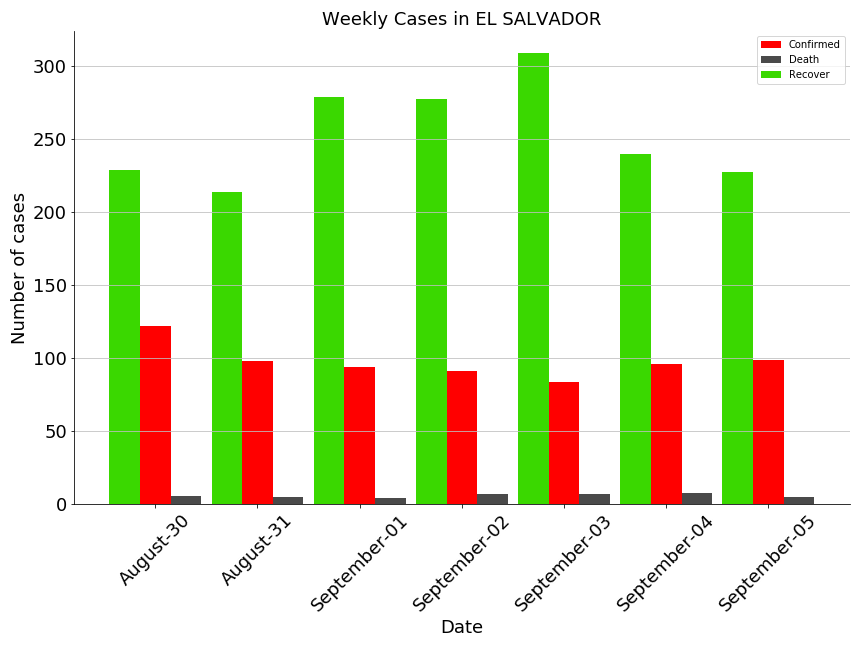 Weekly Cases in EL SALVADOR
Confirmed
Death
Recover
Number of cases
300
250
200
150
100
50
0
August-30
August-31
September-01
September-02
September-03
September-04
September-05
Date